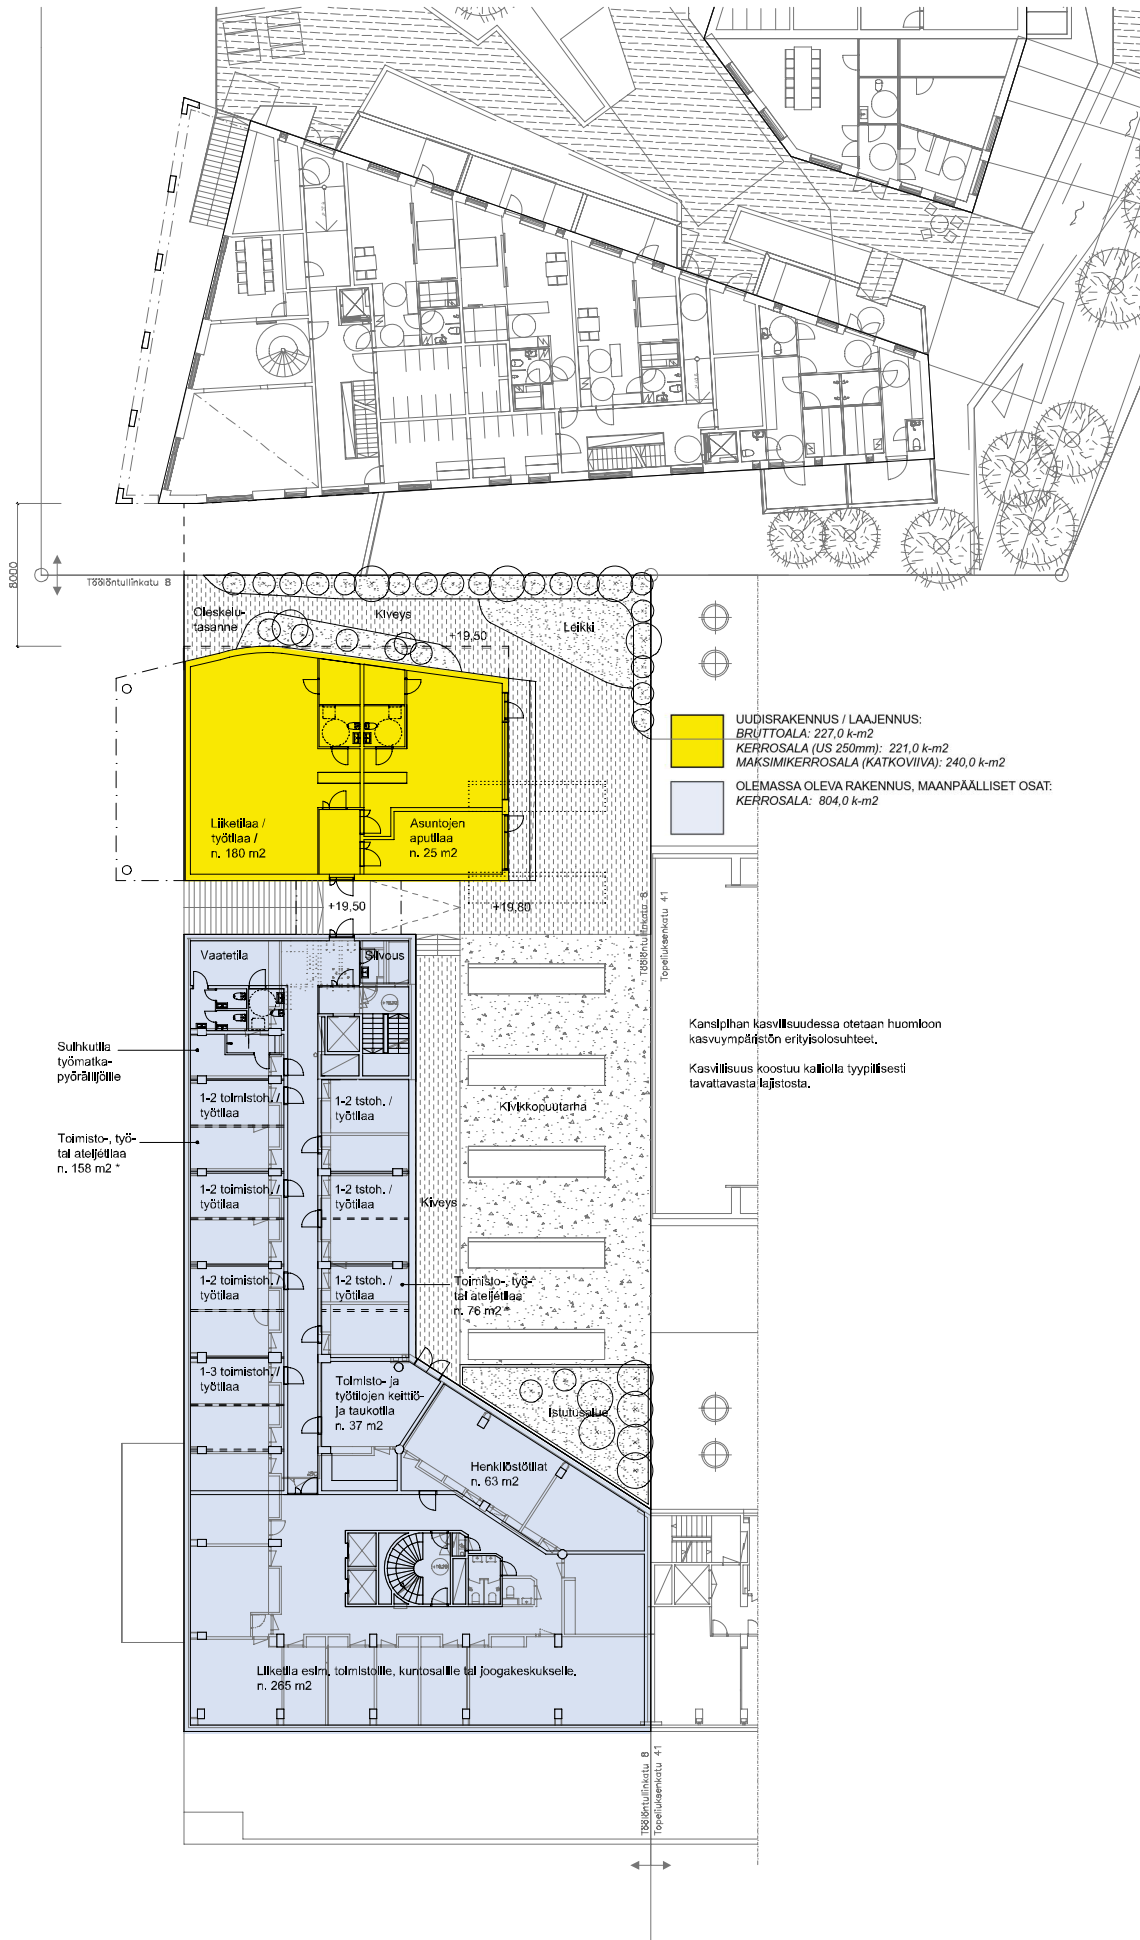 8000
Töölöntullinkatu 8
Oleskelu-
tasanne
Kiveys
+19,50
Leikki
UUDISRAKENNUS / LAAJENNUS:
BRUTTOALA: 227,0 k-m2
KERROSALA (US 250mm): 221,0 k-m2
MAKSIMIKERROSALA (KATKOVIIVA): 240,0 k-m2
OLEMASSA OLEVA RAKENNUS, MAANPÄÄLLISET OSAT:
KERROSALA: 804,0 k-m2
Liiketilaa /
työtilaa /
n. 180 m2
Asuntojen
aputilaa
n. 25 m2
+19,50
+19,80
Töölöntullinkatu 8
Topeliuksenkatu 41
Vaatetila
Siivous
Suihkutila
työmatka-
pyöräilijöille
Kansipihan kasvillisuudessa otetaan huomioon
kasvuympäristön erityisolosuhteet.
Kasvillisuus koostuu kalliolla tyypillisesti
tavattavasta lajistosta.
1-2 toimistoh. /
työtilaa
1-2 tstoh. /
työtilaa
Kivikkopuutarha
Toimisto-, työ-
tai ateljétilaa
n. 158 m2 *
1-2 toimistoh. /
työtilaa
1-2 tstoh. /
työtilaa
Kiveys
1-2 toimistoh. /
työtilaa
1-2 tstoh. /
työtilaa
Toimisto-, työ-
tai ateljétilaa
n. 76 m2 *
1-3 toimistoh. /
työtilaa
Toimisto- ja
työtilojen keittiö-
ja taukotila
n. 37 m2
Istutusalue
Henkilöstötilat
n. 63 m2
Liiketila esim. toimistoille, kuntosalille tai joogakeskukselle.
n. 265 m2
Töölöntullinkatu 8
Topeliuksenkatu 41